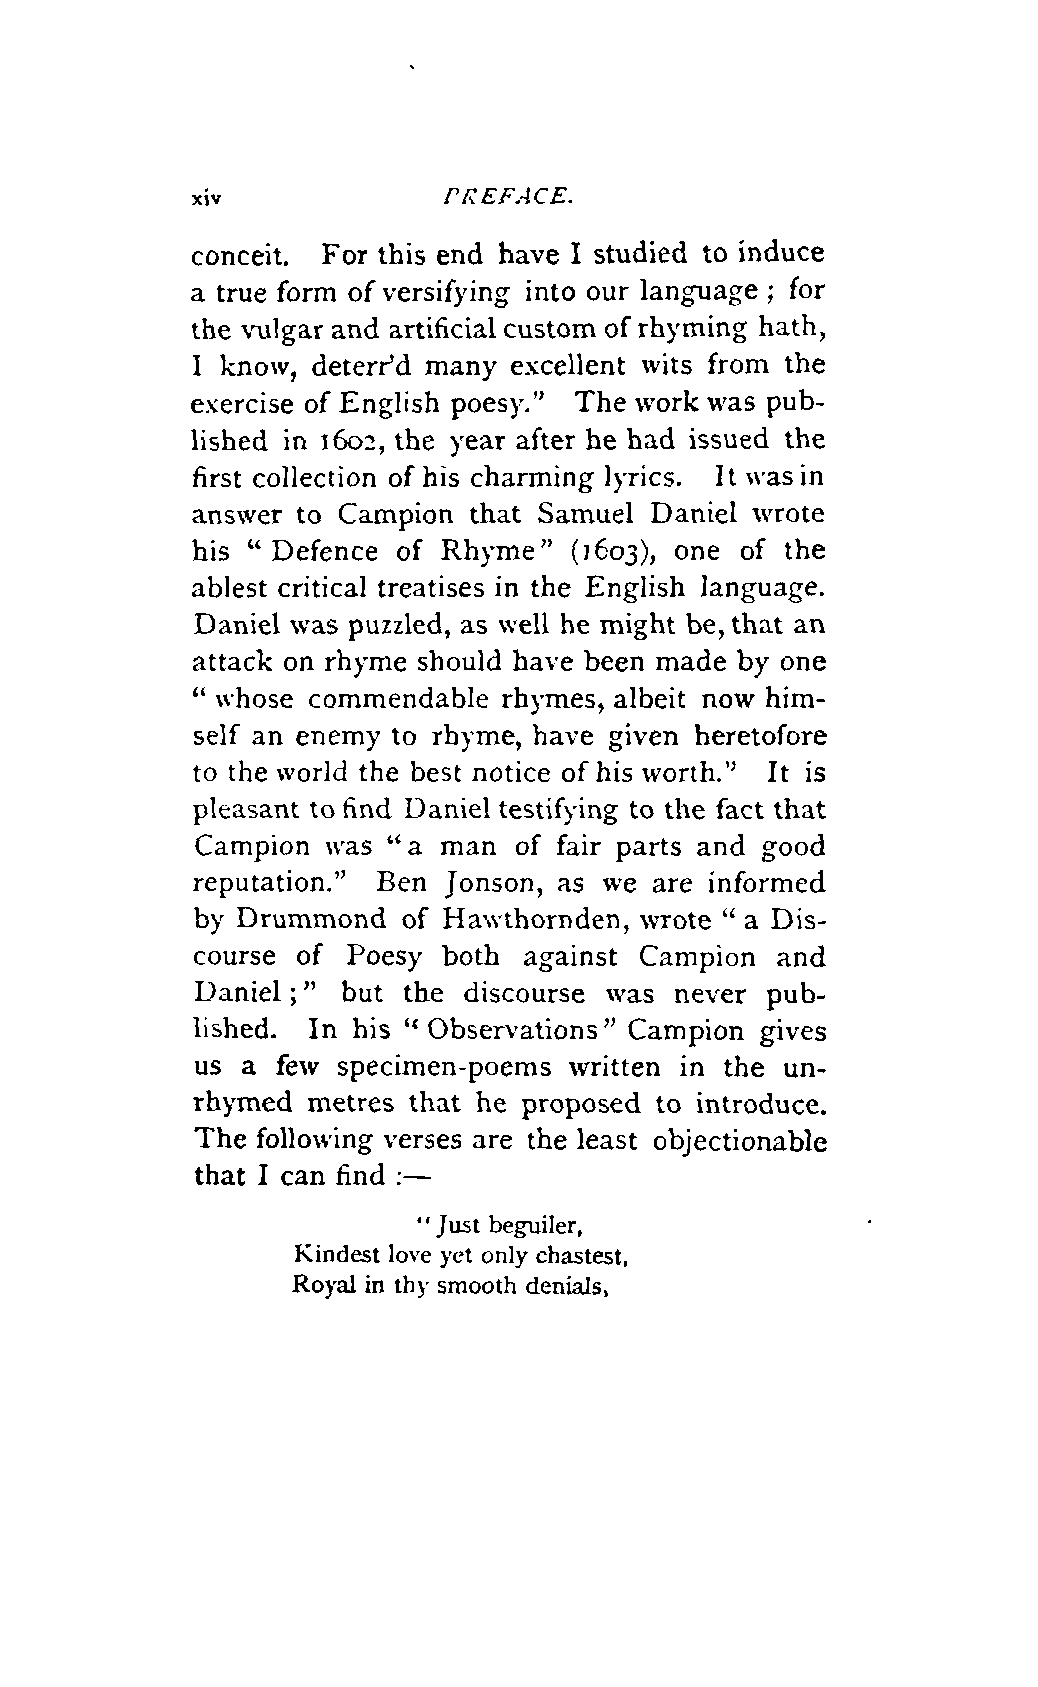 xiv PREFACE.
conceit. For this end have I studied to induce
a true form of versifying into our language ; for
the vulgar and artificial custom of rhyming hath,
I know, deterr'd many excellent wits from the
exercise of English poesy." The work was pub-
lished in 1602, the year after he had issued the
first collection of his charming lyrics. It was in
answer to Campion that Samuel Daniel wrote
his " Defence of Rhyme" (1603), one of the
ablest critical treatises in the English language.
Daniel was puzzled, as well he might be, that an
attack on rhyme should have been made by one
" whose commendable rhymes, albeit now him-
self an enemy to rhyme, have given heretofore
to the world the best notice of his worth." It is
pleasant to find Daniel testifying to the fact that
Campion was "a man of fair parts and good
reputation." Ben Jonson, as we are informed
by Drummond of Hawthornden, wrote " a Dis-
course of Poesy both against Campion and
Daniel ;" but the discourse was never pub-
lished. In his " Observations" Campion gives
us a few specimen-poems written in the un-
rhymed metres that he proposed to introduce.
The following verses are the least objectionable
that I can find :—
"Just beguiler,
Kindest love yet only chastest,
Royal in thy smooth denials,